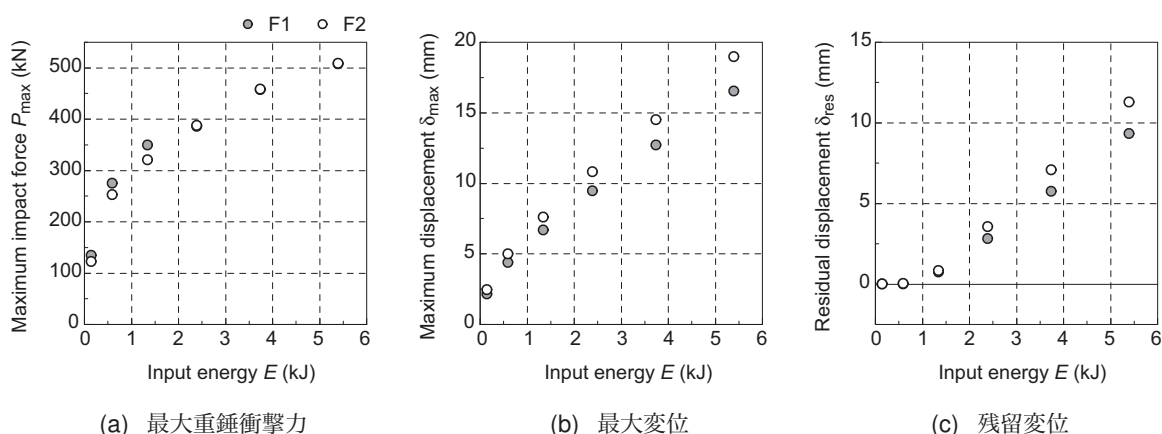 F1 F2
Maximum impact force Pmax (kN)
500
400
300
200
100
0
0 1 2 3 4 5 6
Input energy E (kJ)
(a) 最大重錘衝撃力
Maximum displacement δmax (mm)
20
15
10
5
0
0 1 2 3 4 5 6
Input energy E (kJ)
(b) 最大変位
Residual displacement δres (mm)
15
10
5
0
0 1 2 3 4 5 6
Input energy E (kJ)
(c) 残留変位